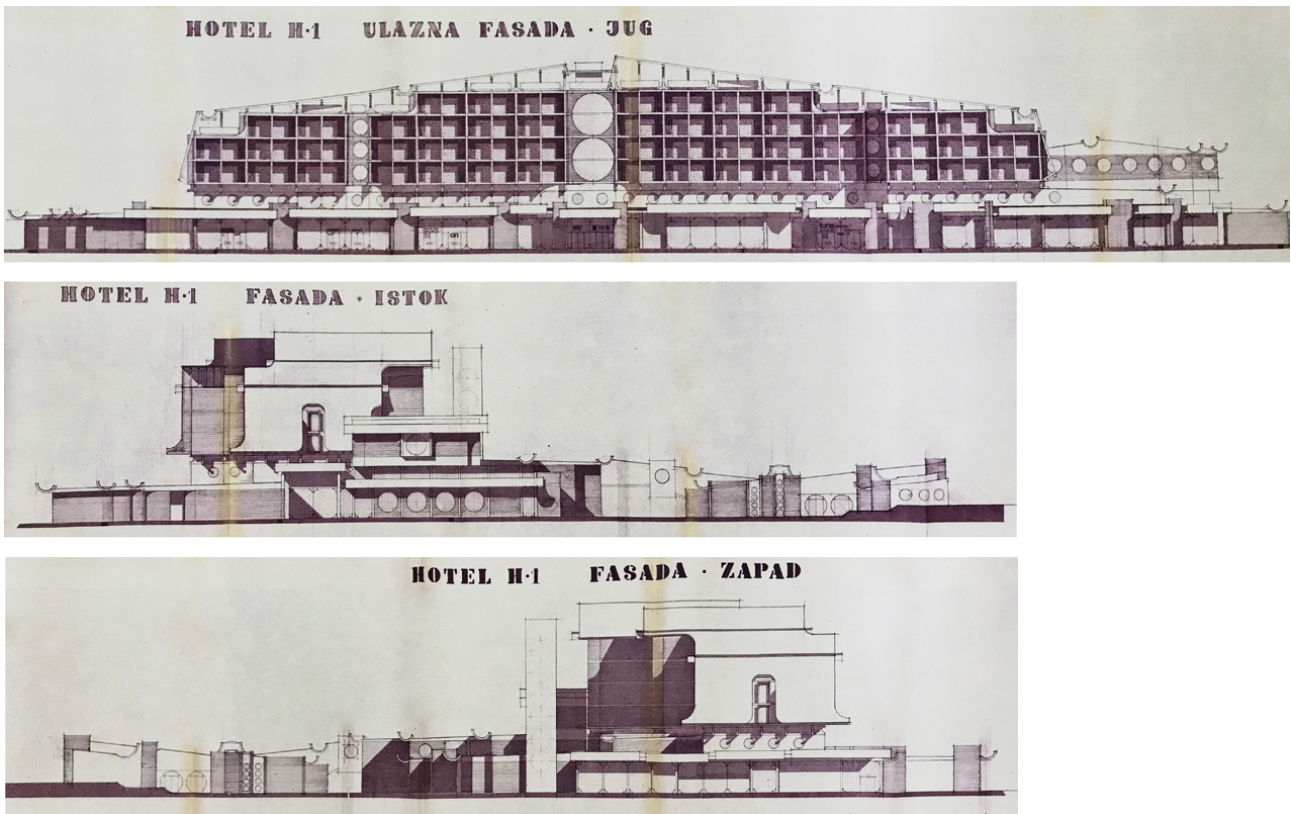 HOTEL H·1 ULAZNA FASADA · JUG
HOTEL H·1 FASADA · ISTOK
HOTEL H·1 FASADA · ZAPAD